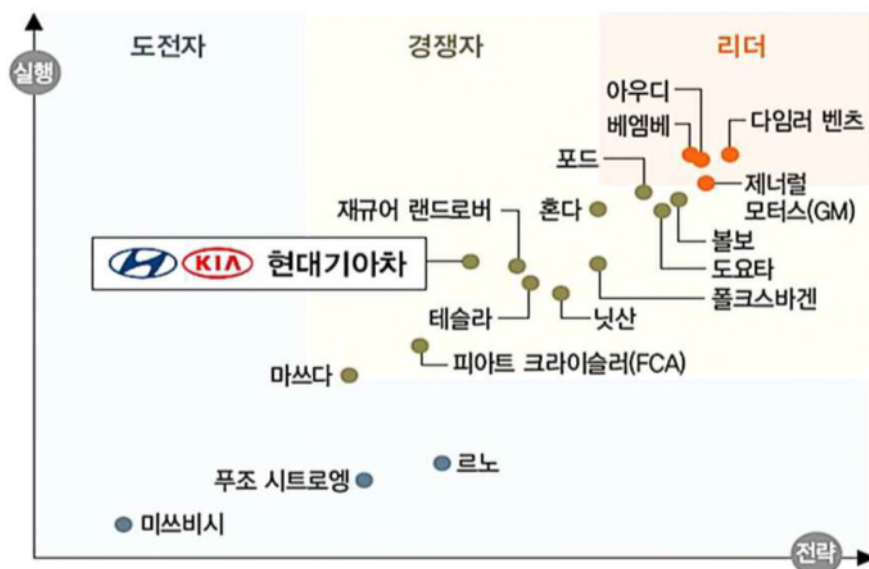 도전자
경쟁자
리더
실행
아우디
베엠베
다임러 벤츠
포드
제너럴
모터스(GM)
재규어 랜드로버
혼다
볼보
KIA 현대기아차
도요타
폴크스바겐
테슬라
닛산
피아트 크라이슬러(FCA)
마쓰다
르노
푸조 시트로엥
미쓰비시
전략